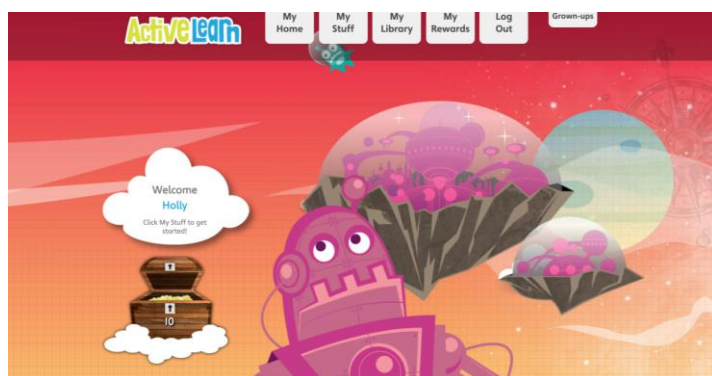 ActiveLearn
My Home
My Stuff
My Library
My Rewards
Log Out
Grown-ups
Welcome
Holly
Click My Stuff to get
started!
10